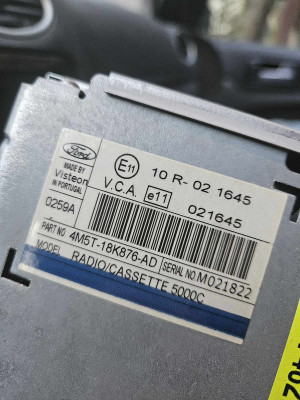 Ford
MADE BY
Visteon
IN PORTUGAL
0259A
E11
10 R- 02 1645
V.C.A.
e11
021645
PART NO
4M5T-18K876-AD
SERIAL NO
M021822
MODEL
RADIO/CASSETTE 5000C